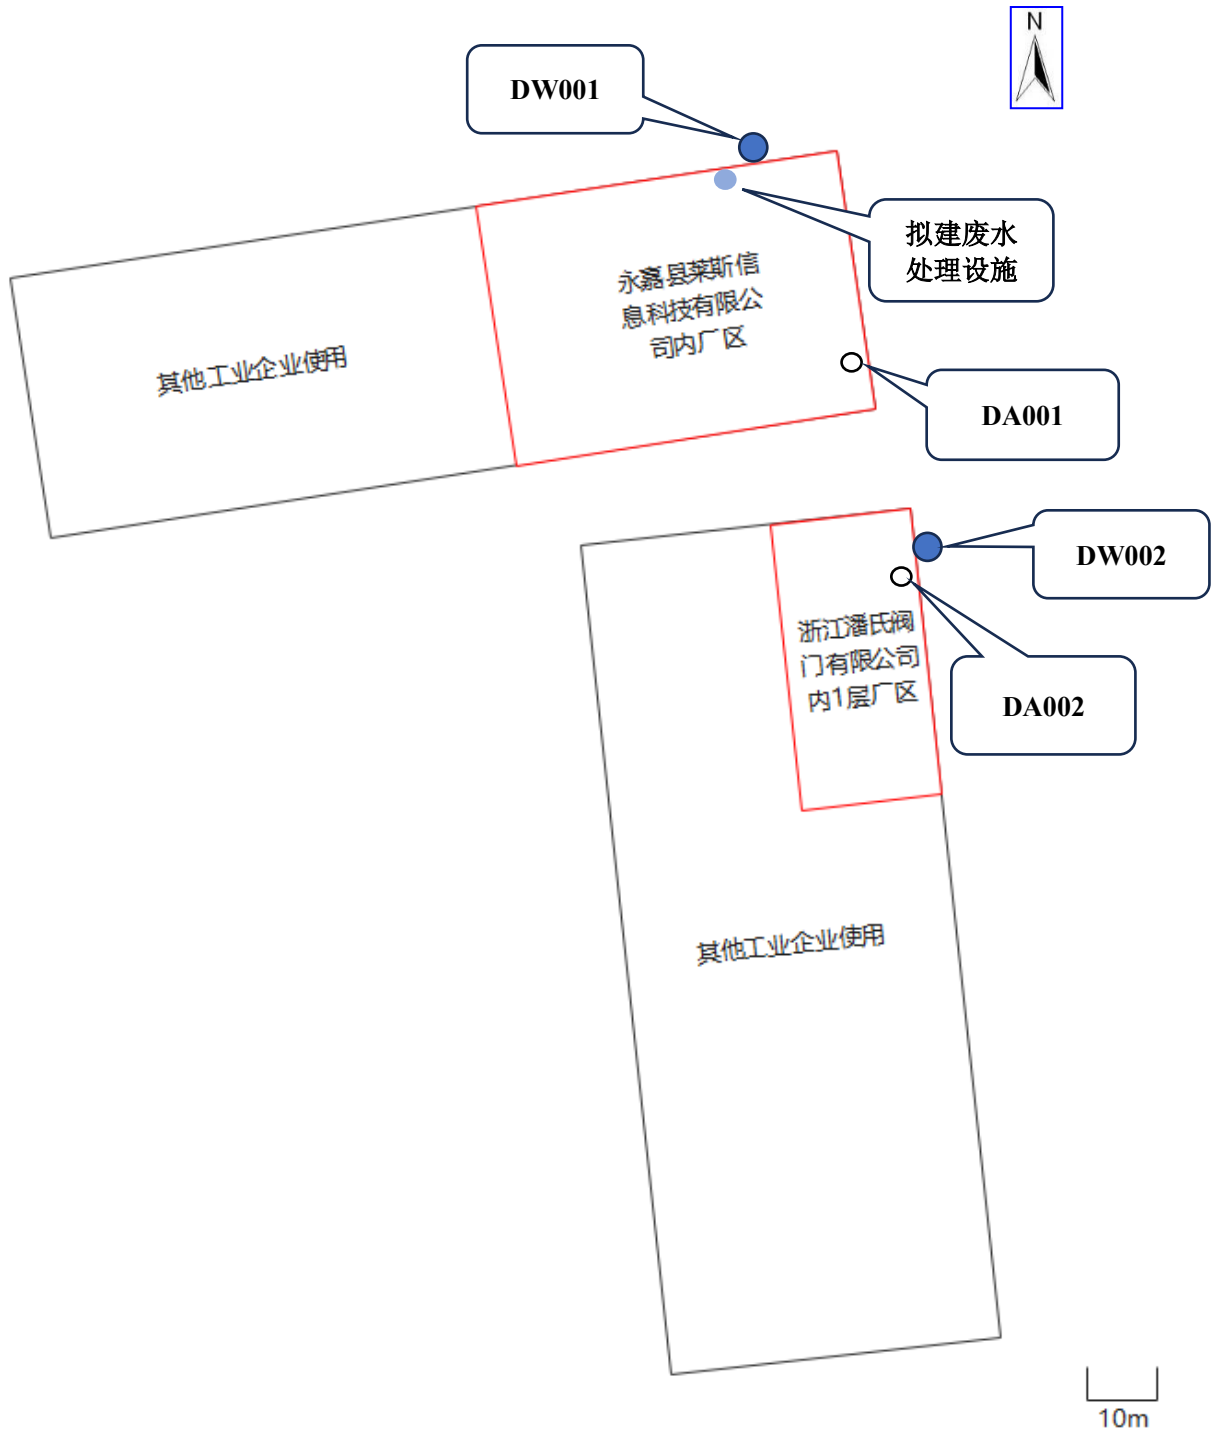 N
DW001
拟建废水
处理设施
永嘉县莱斯信
息科技有限公
司内厂区
其他工业企业使用
DA001
DW002
浙江潘氏阀
门有限公司
内1层厂区
DA002
其他工业企业使用
10m